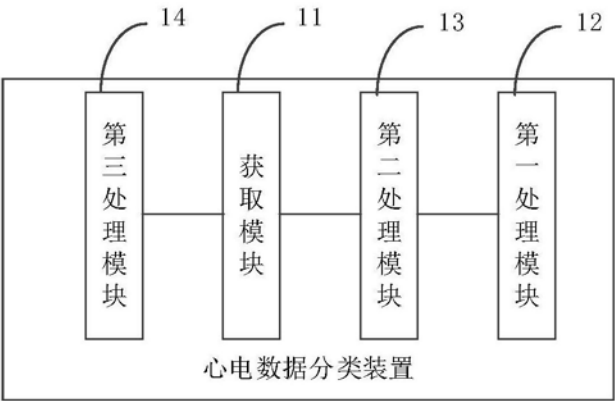 14 11 13 12
第三处理模块
获取模块
第二处理模块
第一处理模块
心电数据分类装置